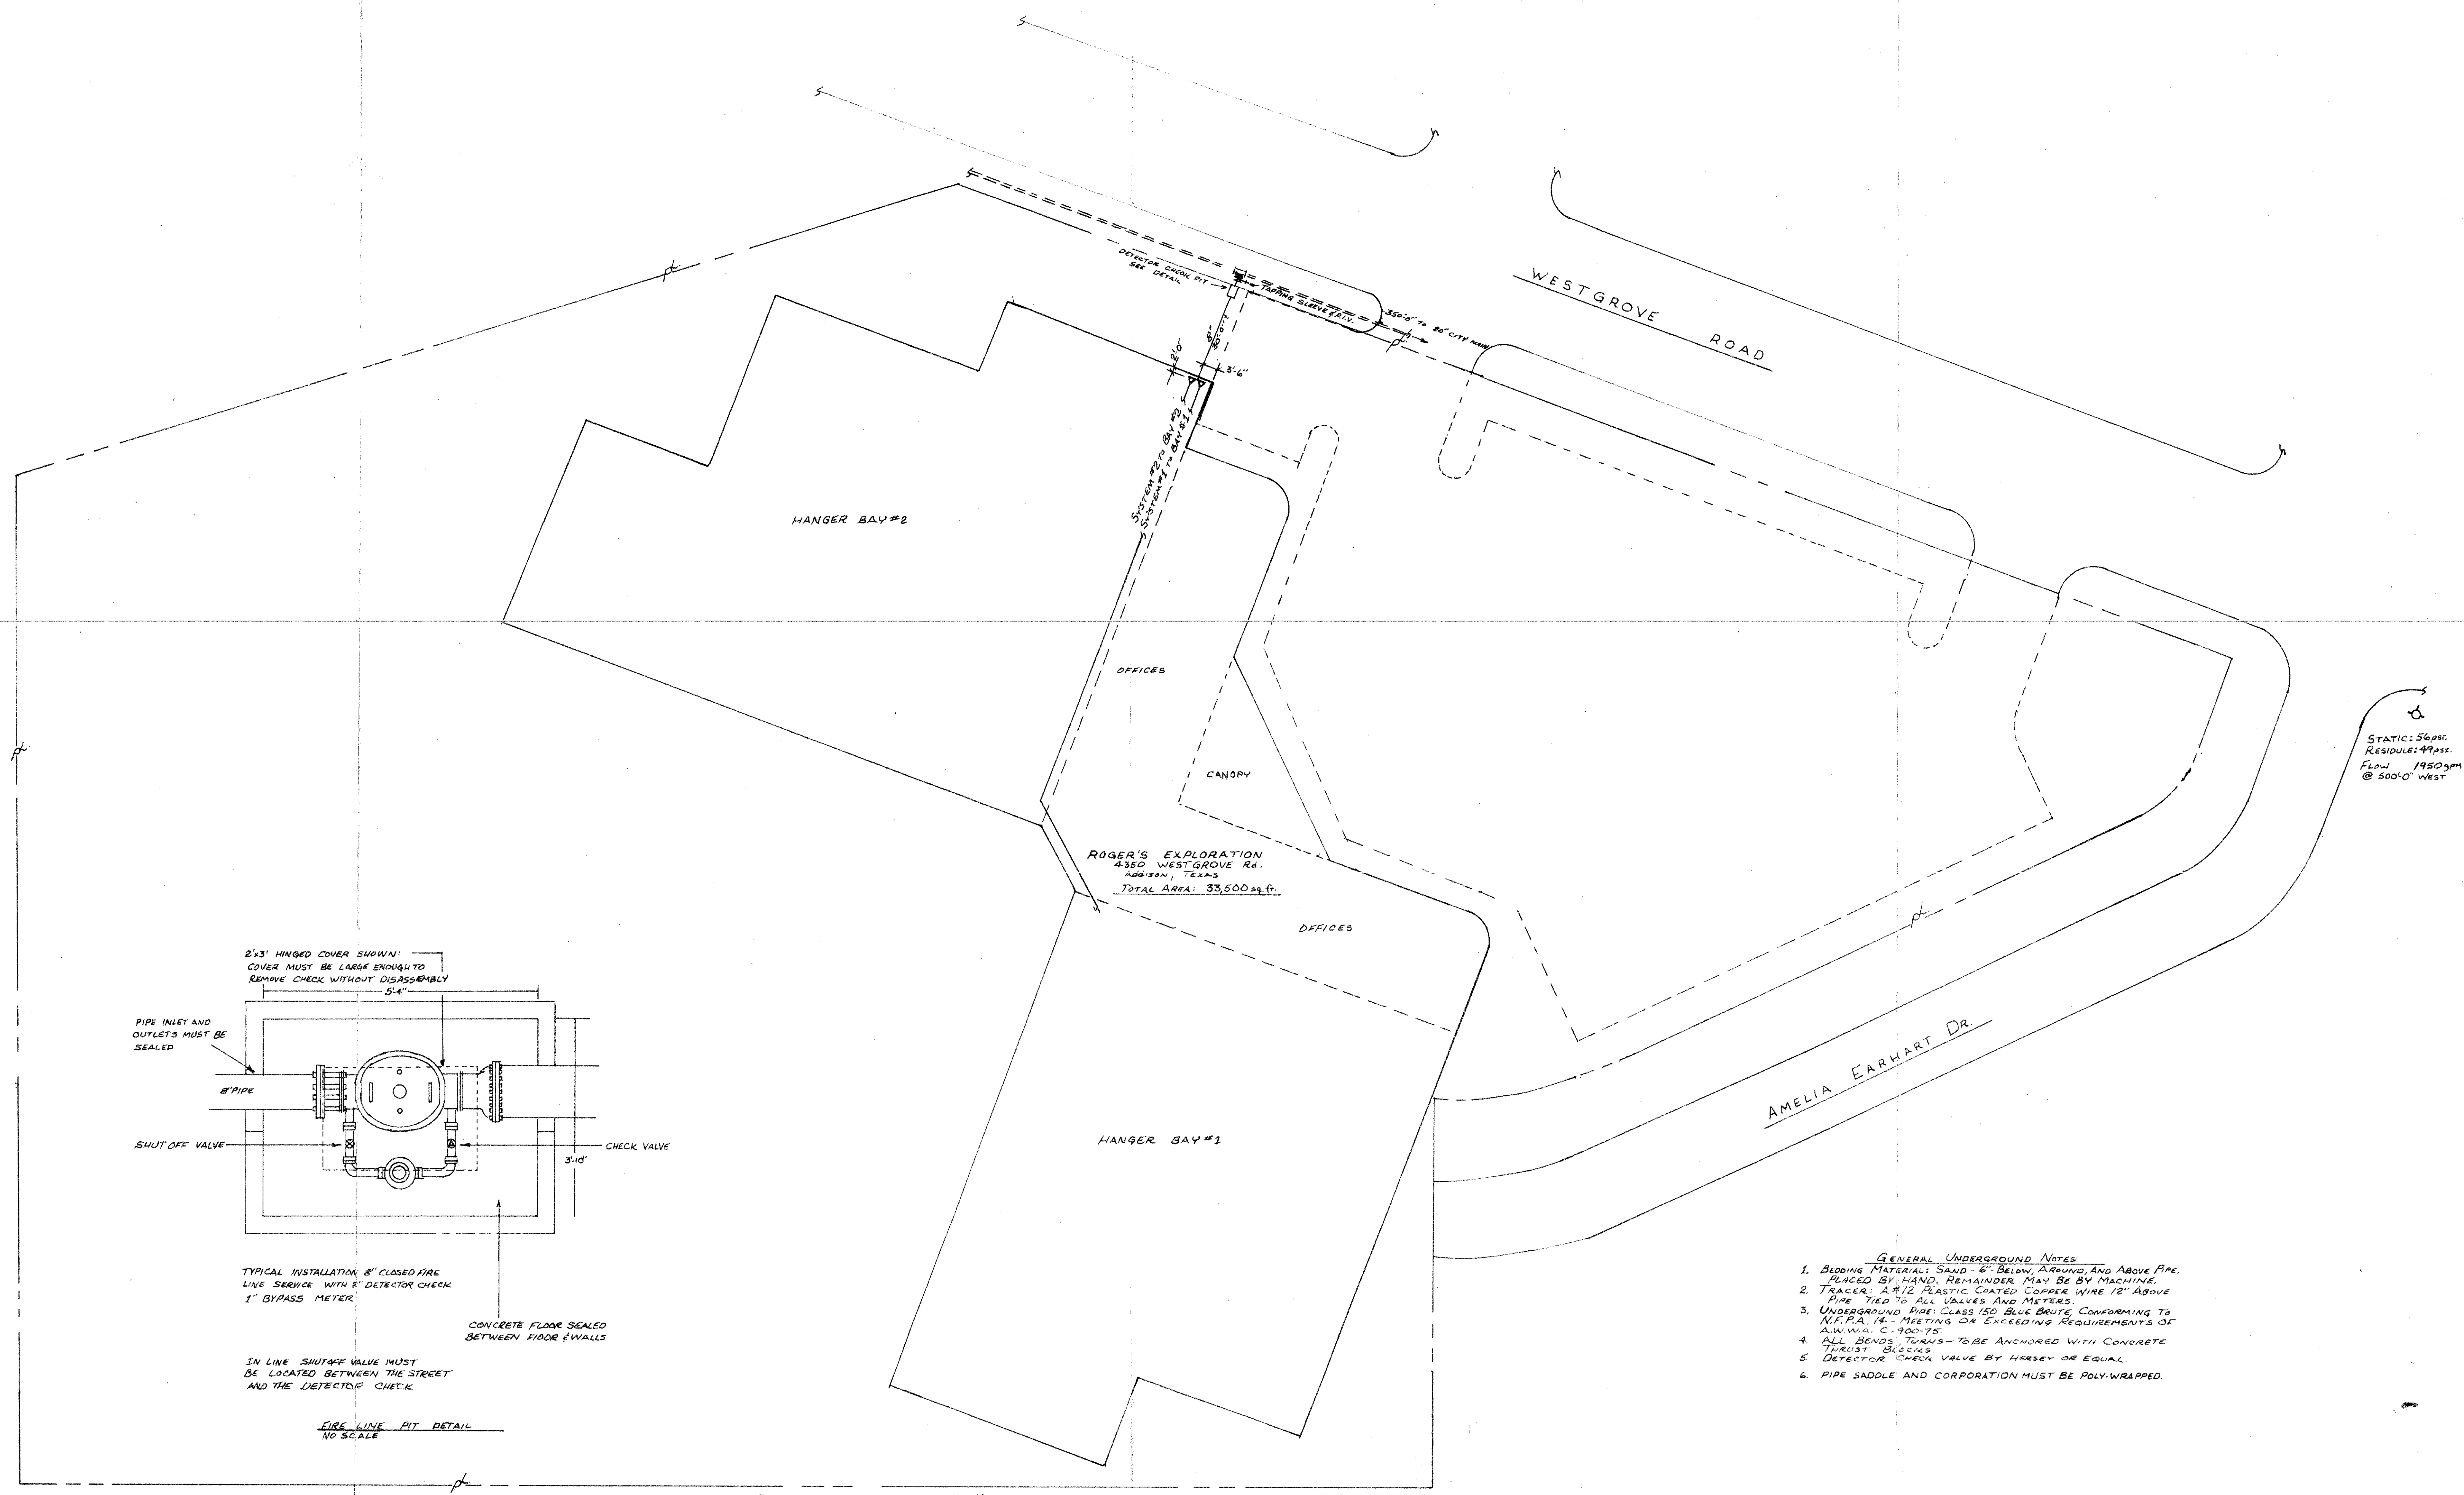 WESTGROVE
ROAD
DETECTOR CHECK PIT
SEE DETAIL
TAPPING SLEEVE & P.I.V.
350'-0" TO 20" CITY MAIN
8"
2'-0"
3'-6"
SYSTEM #2 TO BAY #2
SYSTEM #1 TO BAY #1
HANGER BAY #2
OFFICES
CANOPY
STATIC: 56 psi.
RESIDULE: 49 psi.
FLOW 1950 gpm
@ 500'-0" WEST
ROGER'S EXPLORATION
4350 WESTGROVE Rd.
Addison, TEXAS
TOTAL AREA: 33,500 sq. ft.
OFFICES
HANGER BAY #1
AMELIA EARHART DR.
2'x3' HINGED COVER SHOWN:
COVER MUST BE LARGE ENOUGH TO
REMOVE CHECK WITHOUT DISASSEMBLY
5'-4"
PIPE INLET AND
OUTLETS MUST BE
SEALED
8" PIPE
SHUT OFF VALVE
CHECK VALVE
3'-10"
TYPICAL INSTALLATION 8" CLOSED FIRE
LINE SERVICE WITH 8" DETECTOR CHECK
1" BYPASS METER
CONCRETE FLOOR SEALED
BETWEEN FLOOR & WALLS
IN LINE SHUTOFF VALVE MUST
BE LOCATED BETWEEN THE STREET
AND THE DETECTOR CHECK
FIRE LINE PIT DETAIL
NO SCALE
GENERAL UNDERGROUND NOTES
1. BEDDING MATERIAL: SAND - 6" BELOW, AROUND, AND ABOVE PIPE.
PLACED BY HAND. REMAINDER MAY BE BY MACHINE.
2. TRACER: A #12 PLASTIC COATED COPPER WIRE 12" ABOVE
PIPE TIED TO ALL VALVES AND METERS.
3. UNDERGROUND PIPE: CLASS 150 BLUE BRUTE, CONFORMING TO
N.F.P.A. 14 - MEETING OR EXCEEDING REQUIREMENTS OF
A.W.W.A. C-900-75.
4. ALL BENDS, TURNS - TO BE ANCHORED WITH CONCRETE
THRUST BLOCKS.
5. DETECTOR CHECK VALVE BY HERSEY OR EQUAL.
6. PIPE SADDLE AND CORPORATION MUST BE POLY-WRAPPED.